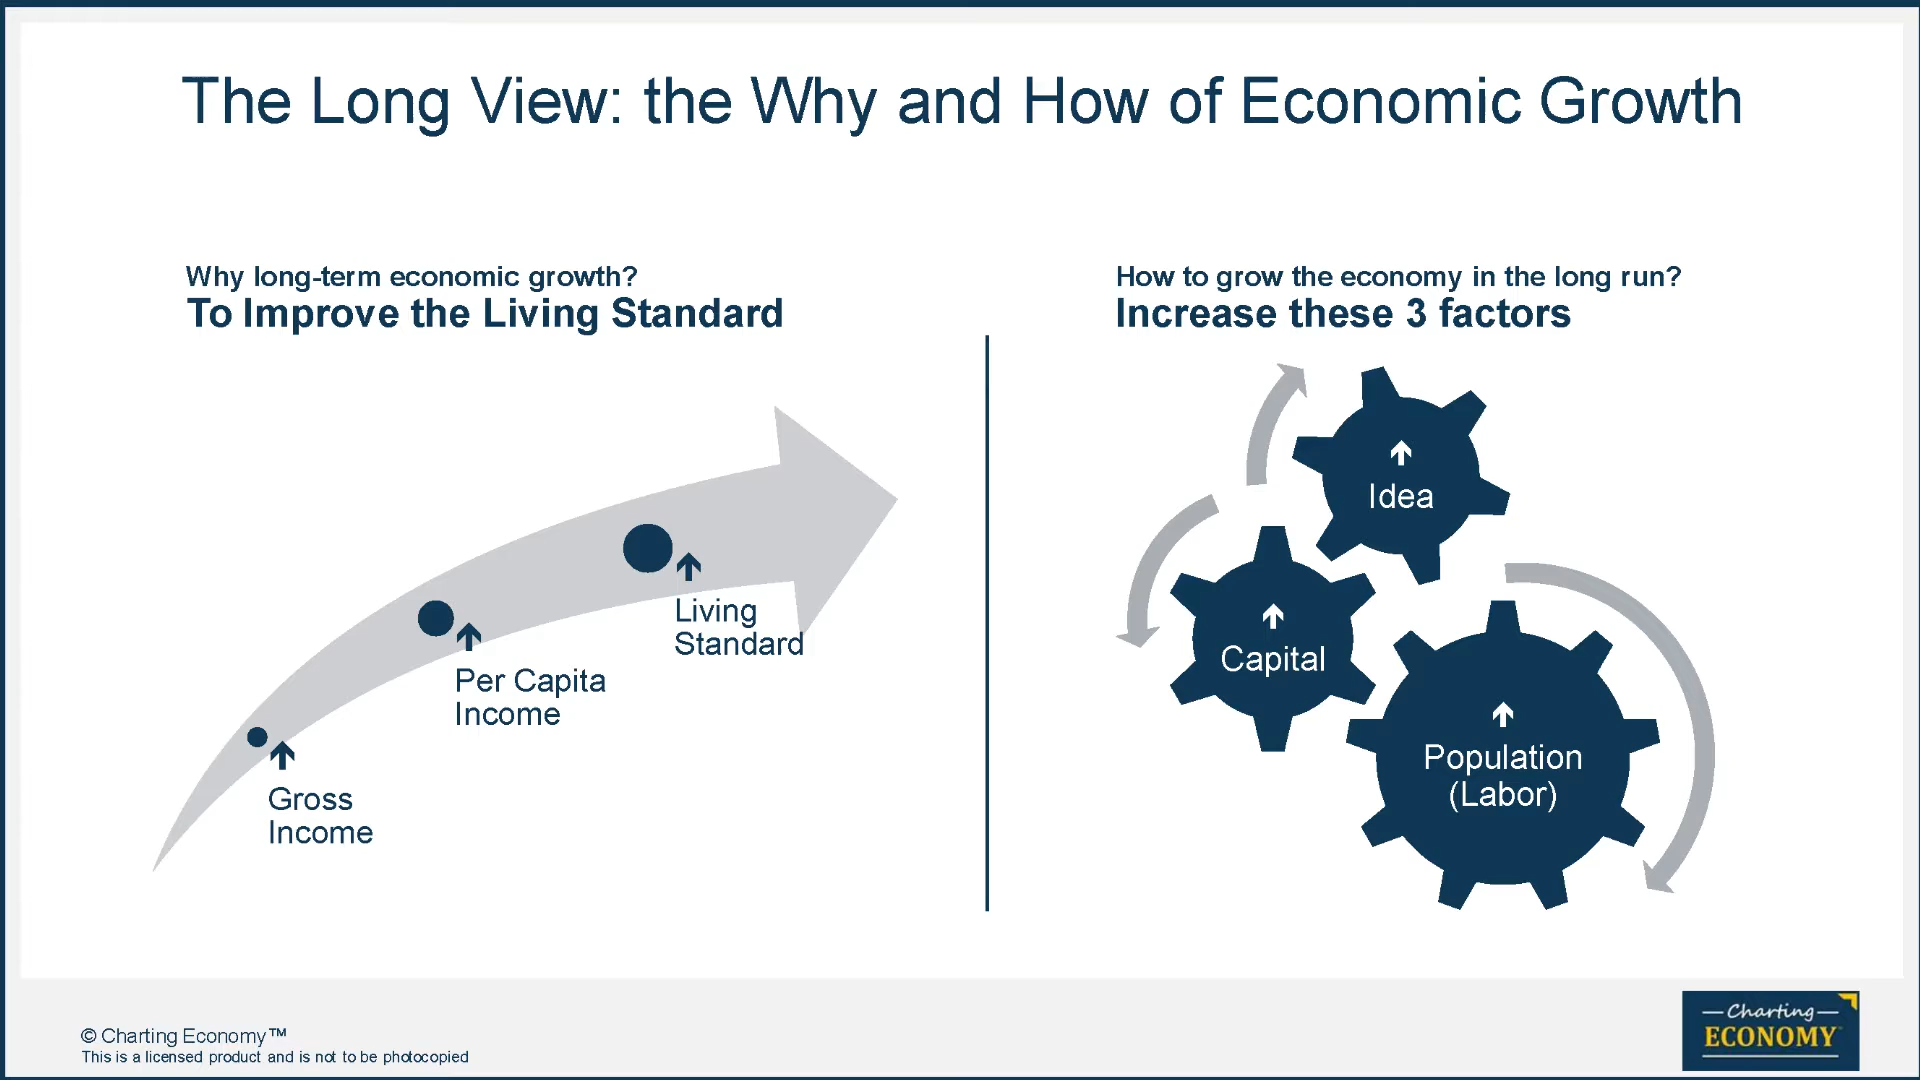 The Long View: the Why and How of Economic Growth
Why long-term economic growth?
To Improve the Living Standard
Gross
Income
Per Capita
Income
Living
Standard
How to grow the economy in the long run?
Increase these 3 factors
Idea
Capital
Population
(Labor)
© Charting Economy™
This is a licensed product and is not to be photocopied
Charting
ECONOMY